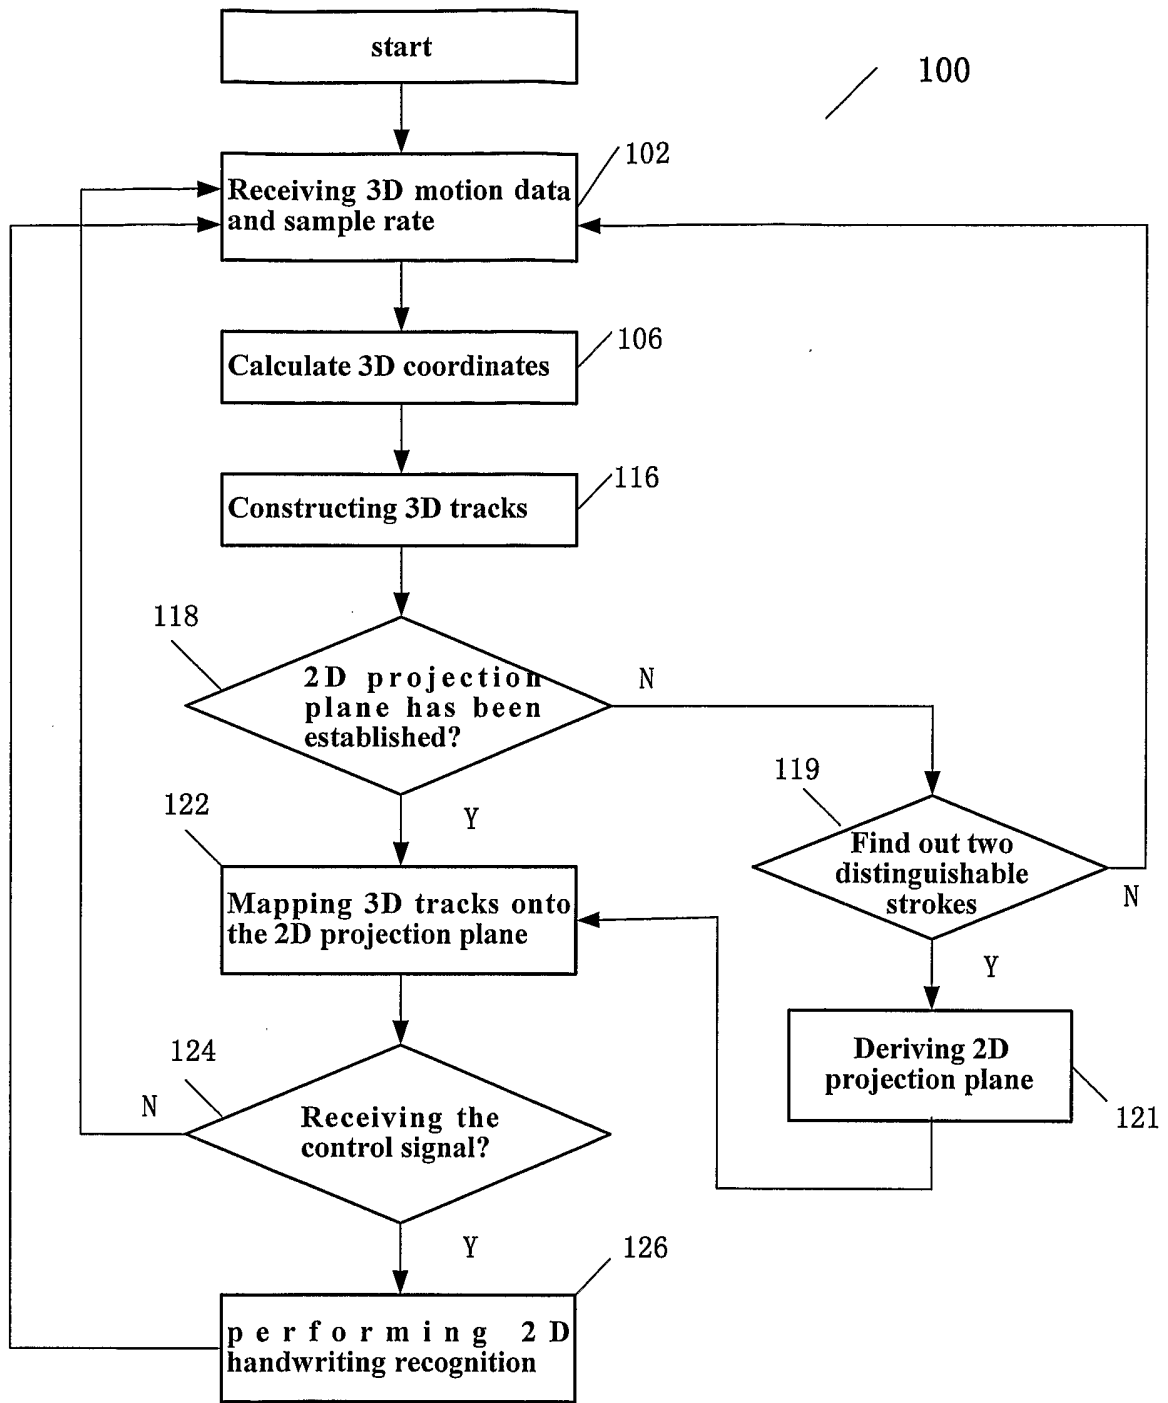 start
100
102
Receiving 3D motion data
and sample rate
106
Calculate 3D coordinates
116
Constructing 3D tracks
118
2D projection
plane has been
established?
N
119
122
Y
Find out two
distinguishable
strokes
N
Mapping 3D tracks onto
the 2D projection plane
Y
124
Deriving 2D
projection plane
N
121
Receiving the
control signal?
Y
126
performing 2D
handwriting recognition